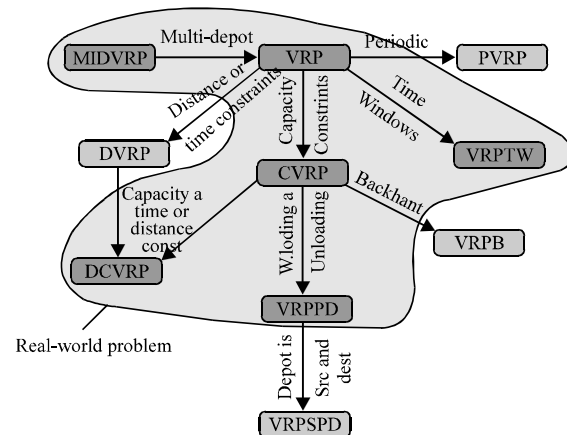 Multi-depot
Periodic
MIDVRP
VRP
PVRP
Distance or
time constraints
Capacity
Constrints
Time
Windows
DVRP
VRPTW
CVRP
Capacity a
time or
distance
const
W.loding a
Unloading
Backhant
VRPB
DCVRP
VRPPD
Real-world problem
Depot is
Src and
dest
VRPSPD